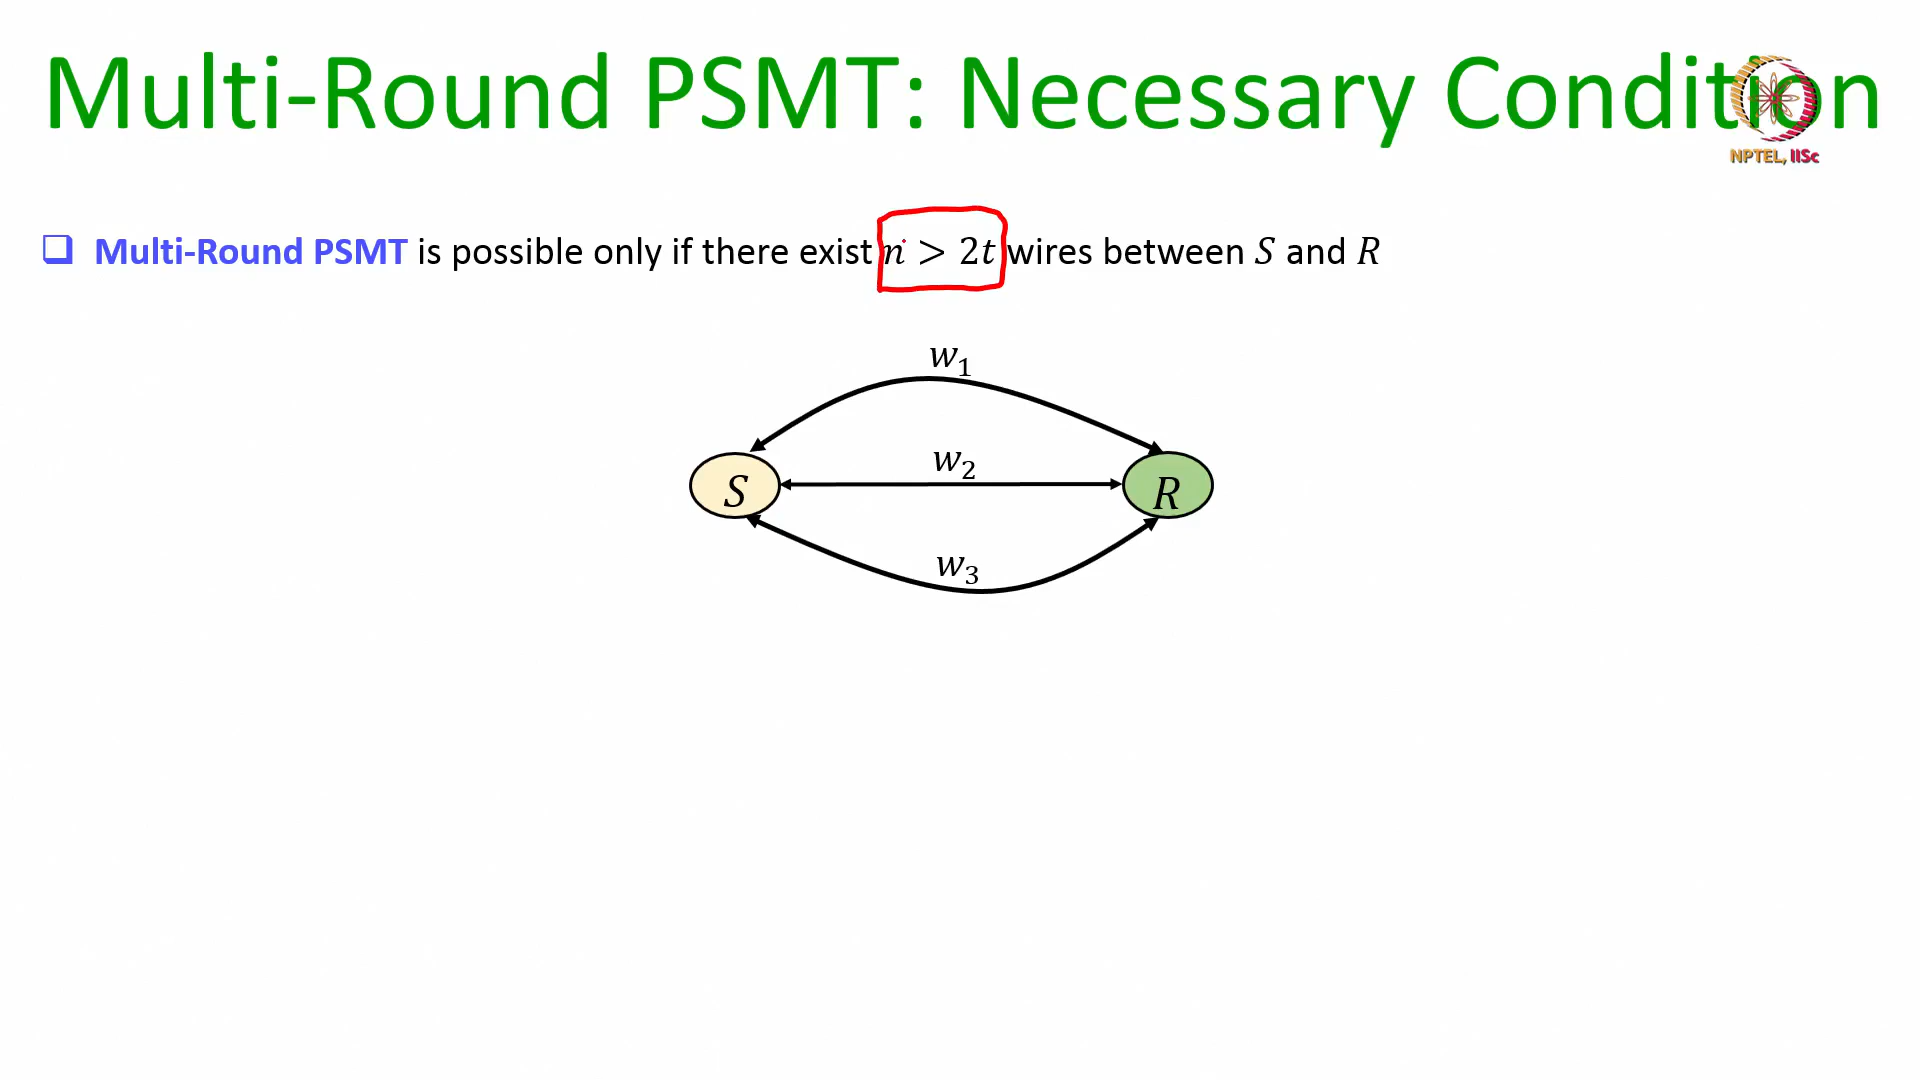 Multi-Round PSMT: Necessary Condition
NPTEL, IISc
❑ Multi-Round PSMT is possible only if there exist n > 2t wires between S and R
w₁
w₂
S
R
w₃